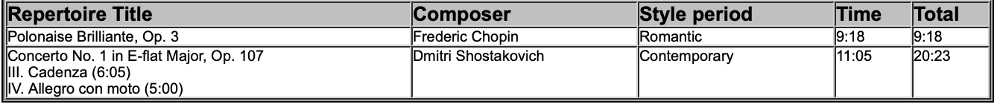 Repertoire Title Composer Style period Time Total
Polonaise Brilliante, Op. 3 Frederic Chopin Romantic 9:18 9:18
Concerto No. 1 in E-flat Major, Op. 107 Dmitri Shostakovich Contemporary 11:05 20:23
III. Cadenza (6:05)
IV. Allegro con moto (5:00)